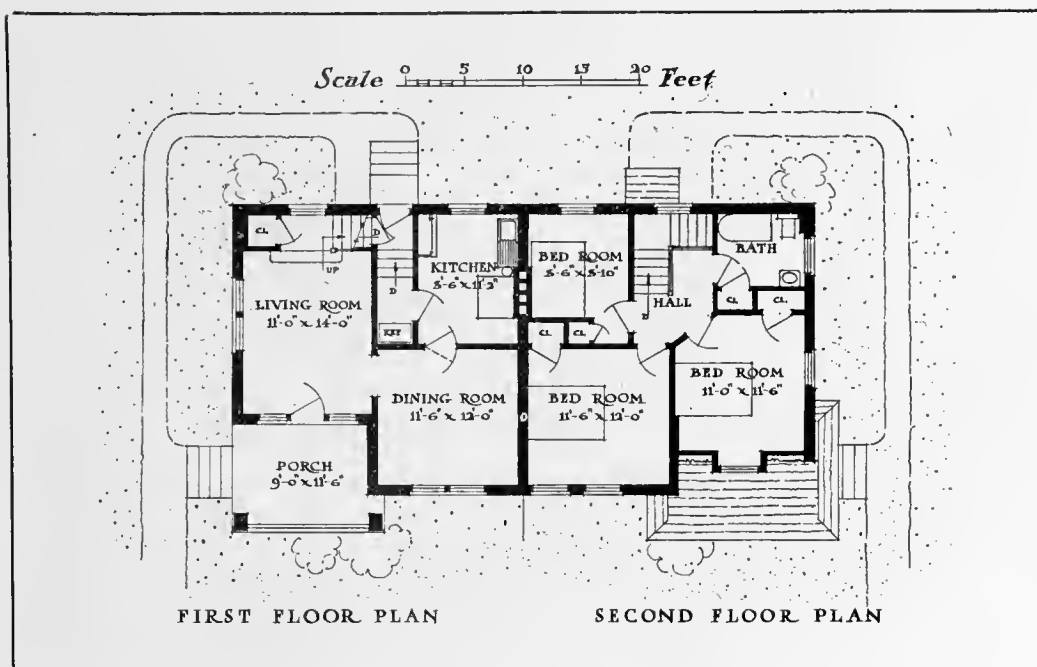 Scale 0 5 10 15 20 Feet
CL.
D
UP
D
REF.
KITCHEN
8'-6" x 11'-2"
LIVING ROOM
11'-0" x 14'-0"
DINING ROOM
11'-6" x 12'-0"
PORCH
9'-0" x 11'-6"
BED ROOM
8'-6" x 8'-10"
HALL
D
BATH
CL.
CL.
CL.
CL.
BED ROOM
11'-6" x 12'-0"
BED ROOM
11'-0" x 11'-6"
FIRST FLOOR PLAN
SECOND FLOOR PLAN